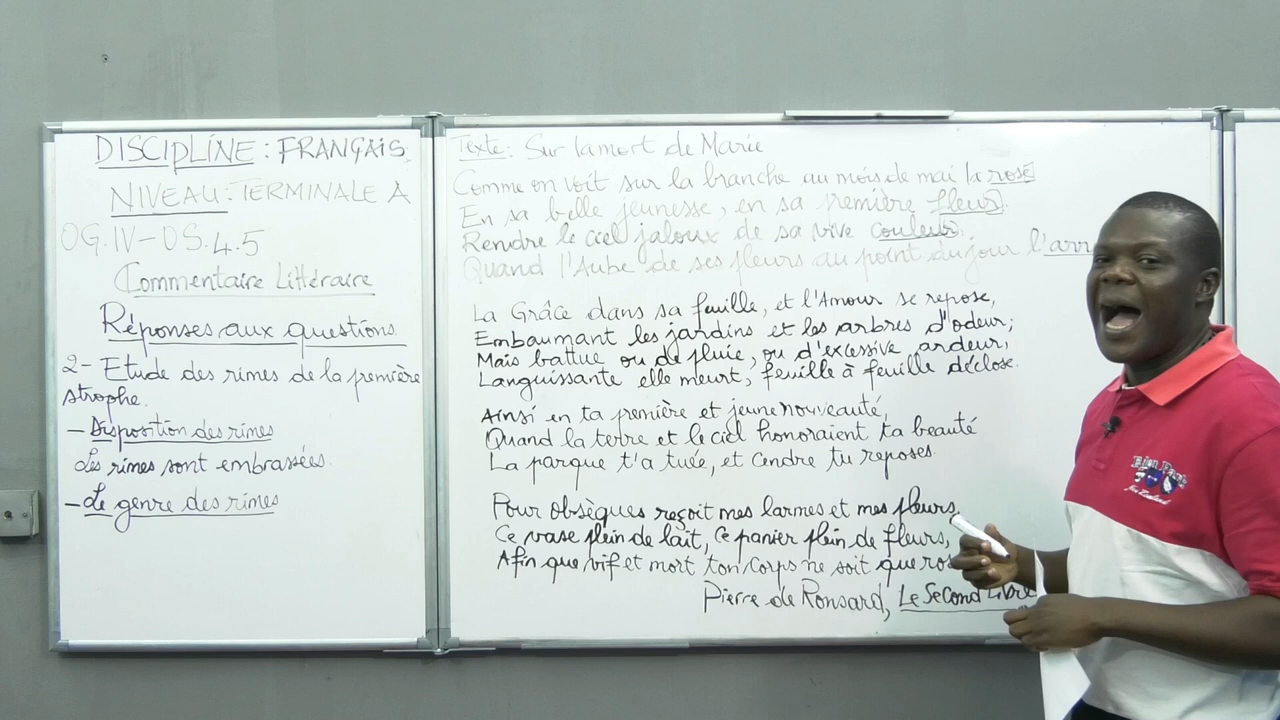 DISCIPLINE : FRANÇAIS
NIVEAU : TERMINALE A
OG.IV-OS.4.5
Commentaire Littéraire
Réponses aux questions
2- Etude des rimes de la première
strophe.
- Disposition des rimes
Les rimes sont embrassées.
- Le genre des rimes
Texte : Sur la mort de Marie
Comme on voit sur la branche au mois de mai la rose
En sa belle jeunesse, en sa première fleur,
Rendre le ciel jaloux de sa vive couleur,
Quand l'Aube de ses fleurs au point du jour l'arr
La Grâce dans sa feuille, et l'Amour se repose,
Embaumant les jardins et les arbres d'odeur;
Mais battue ou de pluie, ou d'excessive ardeur,
Languissante elle meurt, feuille à feuille déclose.
Ainsi en ta première et jeune nouveauté,
Quand la terre et le ciel honoraient ta beauté
La parque t'a tuée, et cendre tu reposes.
Pour obsèques reçoit mes larmes et mes pleurs,
Ce vase plein de lait, ce panier plein de fleurs,
Afin que vif et mort ton corps ne soit que ros
Pierre de Ronsard, Le Second Libre